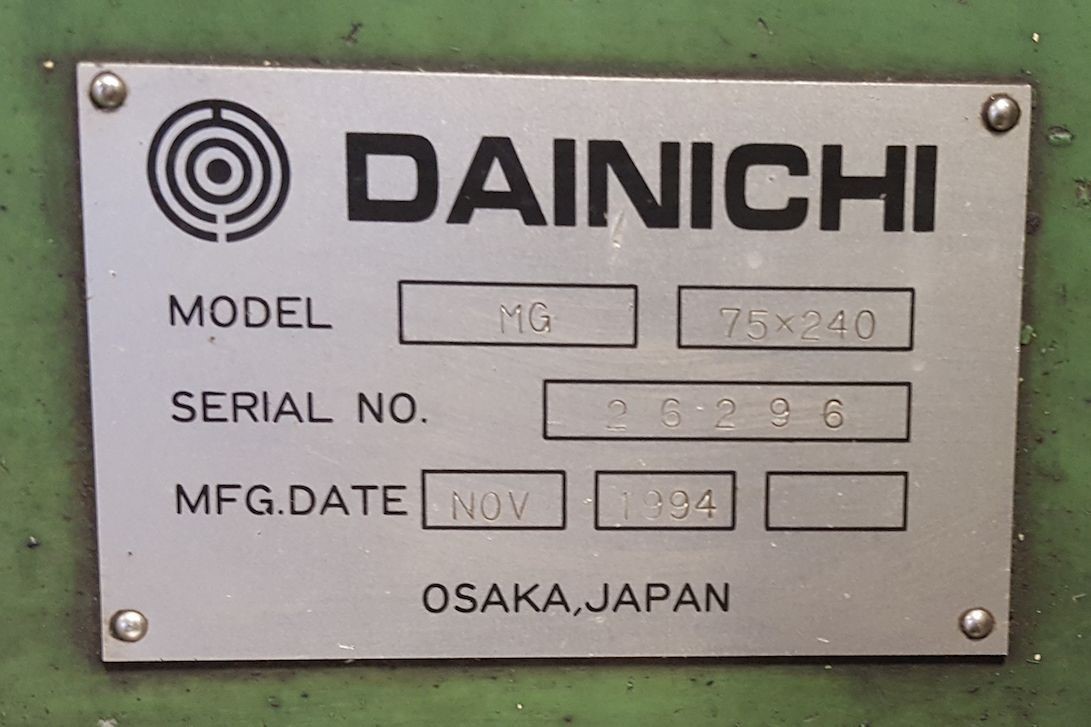 DAINICHI
MODEL MG 75×240
SERIAL NO. 26296
MFG.DATE NOV 1994
OSAKA,JAPAN